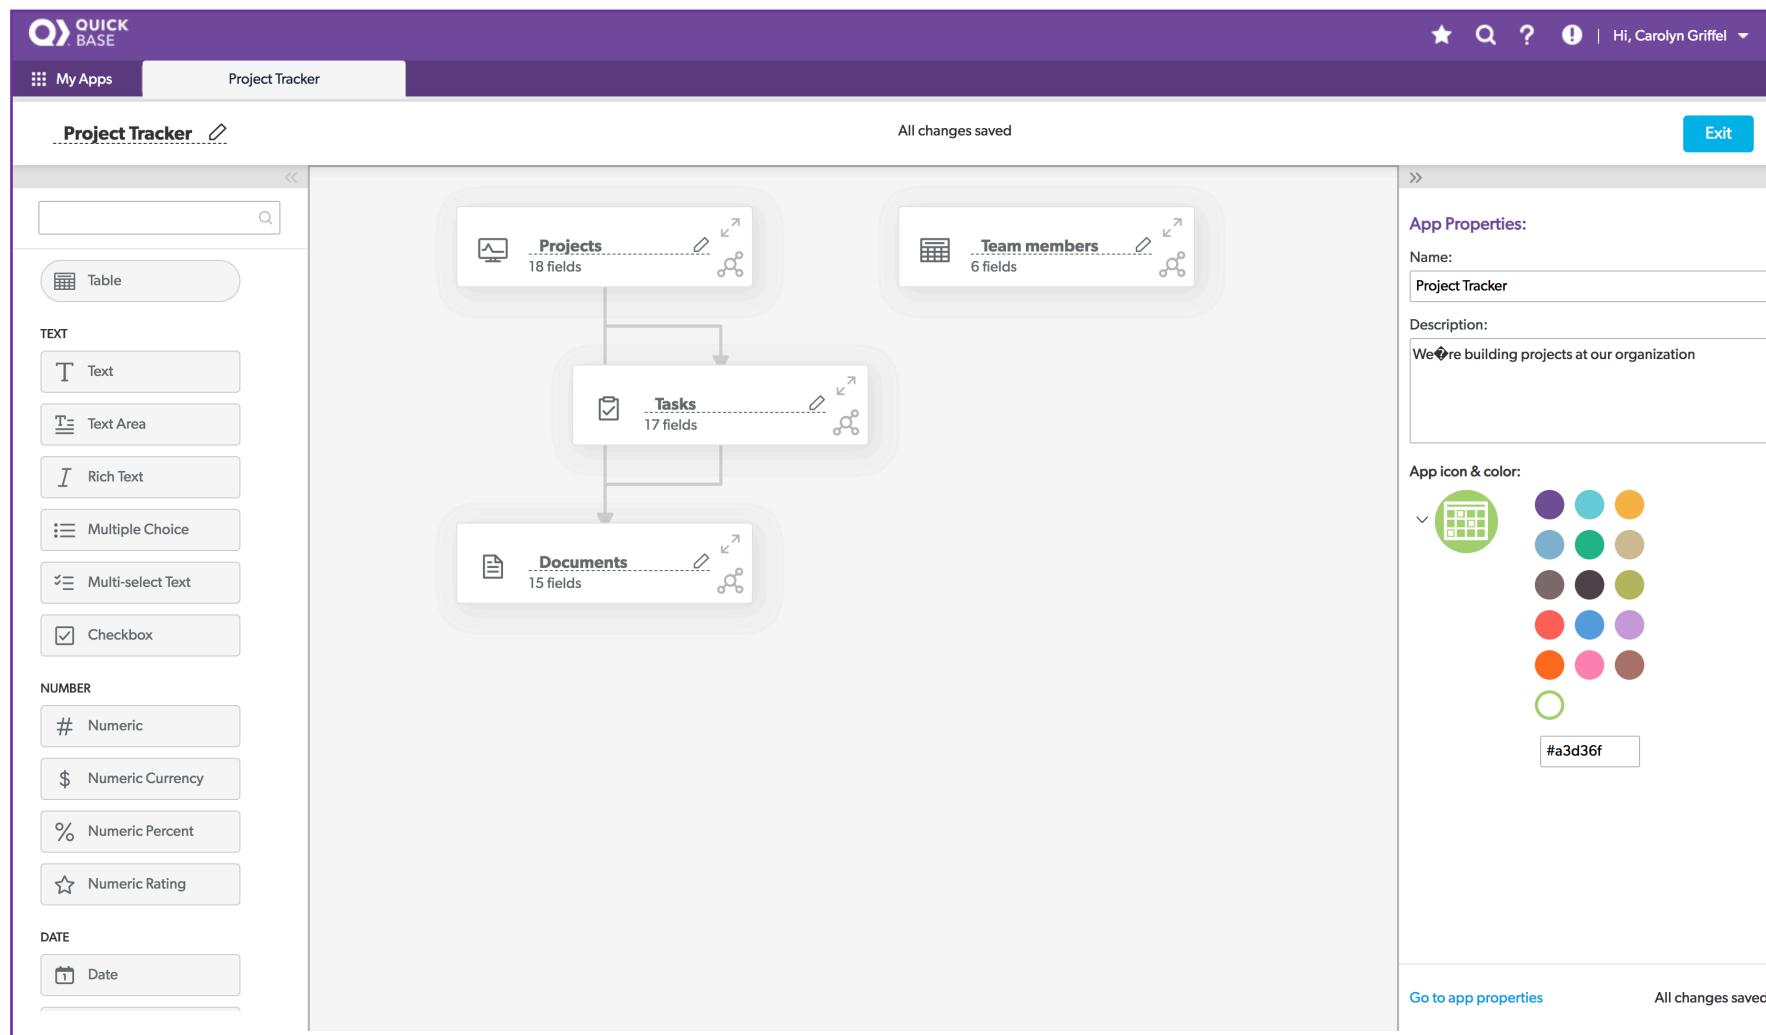 QUICK
BASE
Hi, Carolyn Griffel
My Apps
Project Tracker
Project Tracker
All changes saved
Exit
Table
TEXT
Text
Text Area
Rich Text
Multiple Choice
Multi-select Text
Checkbox
NUMBER
Numeric
Numeric Currency
Numeric Percent
Numeric Rating
DATE
Date
Projects
18 fields
Team members
6 fields
Tasks
17 fields
Documents
15 fields
App Properties:
Name:
Project Tracker
Description:
We�re building projects at our organization
App icon & color:
#a3d36f
Go to app properties
All changes saved